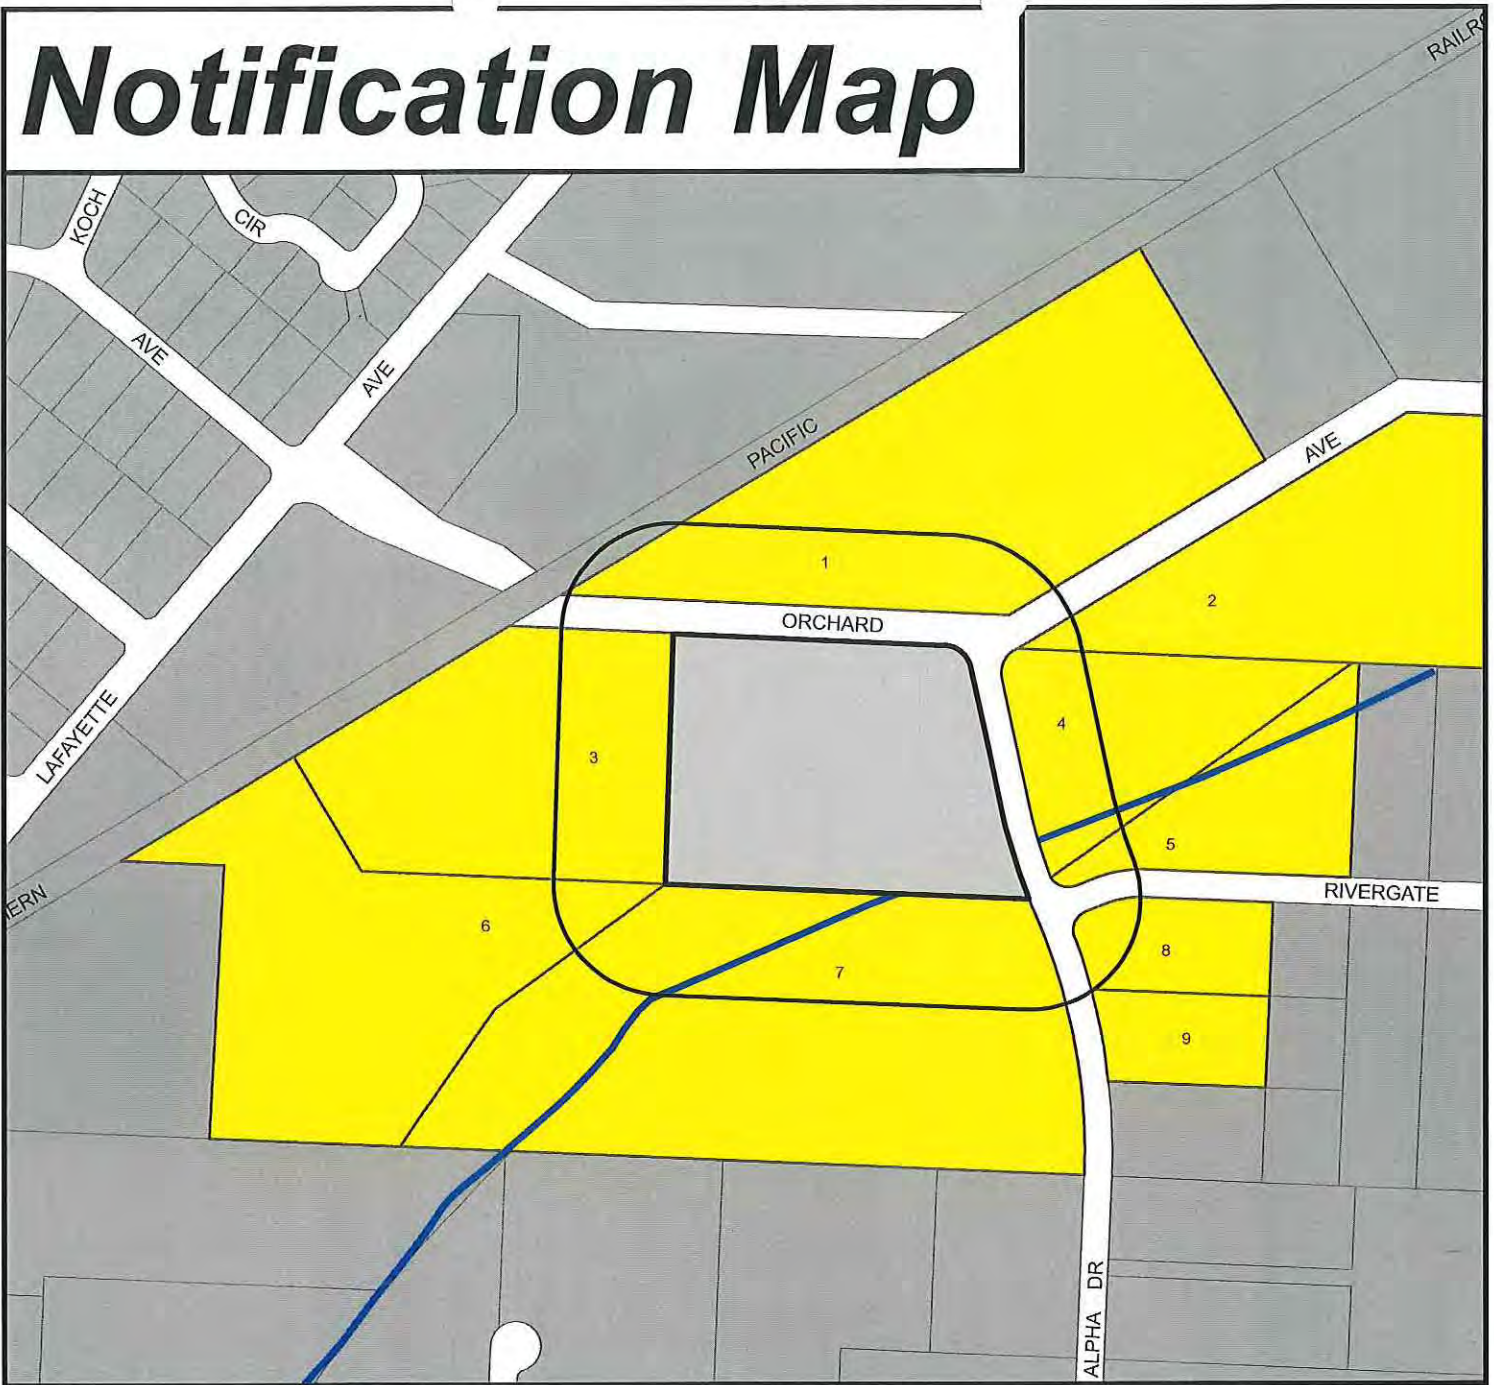 Notification Map
RAILRO
KOCH
CIR
AVE
AVE
PACIFIC
AVE
1
2
ORCHARD
LAFAYETTE
4
3
5
ERN
RIVERGATE
6
8
7
9
ALPHA DR